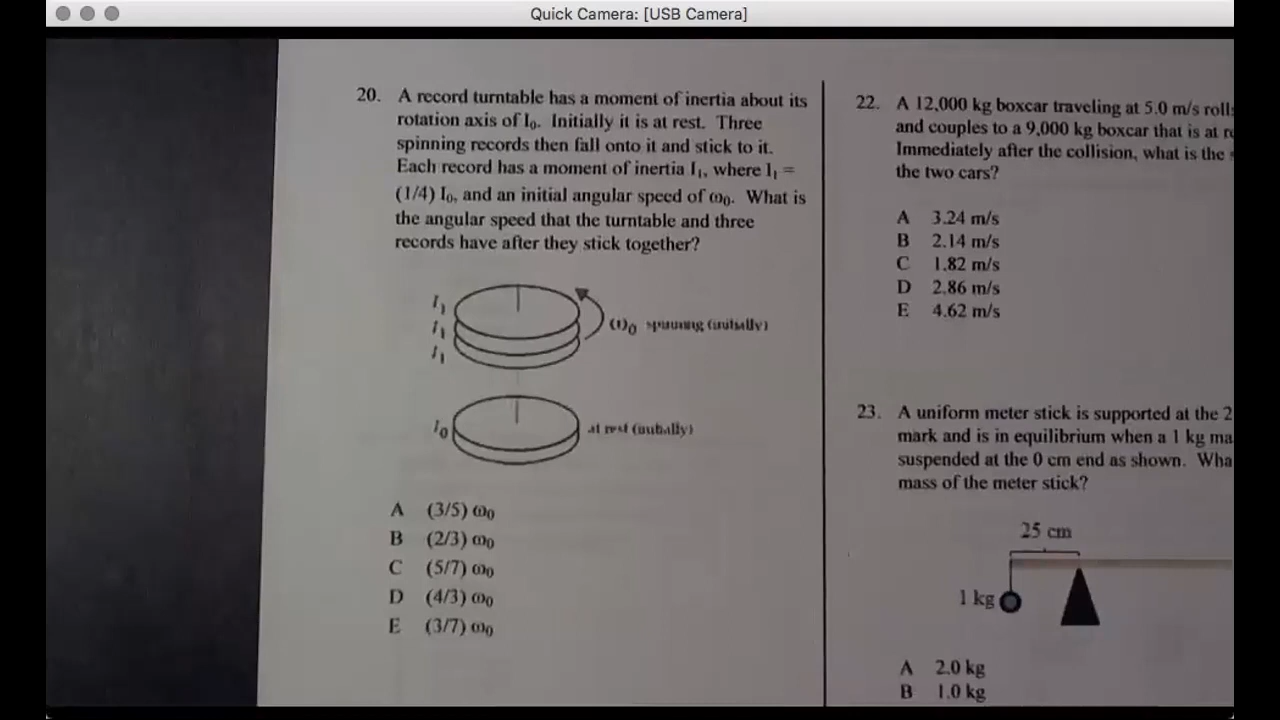 Quick Camera: [USB Camera]
20. A record turntable has a moment of inertia about its
rotation axis of I₀. Initially it is at rest. Three
spinning records then fall onto it and stick to it.
Each record has a moment of inertia I₁, where I₁ =
(1/4) I₀, and an initial angular speed of ω₀. What is
the angular speed that the turntable and three
records have after they stick together?
I₁
I₁
I₁
ω₀ spinning (initially)
I₀
at rest (initially)
A (3/5) ω₀
B (2/3) ω₀
C (5/7) ω₀
D (4/3) ω₀
E (3/7) ω₀
22. A 12,000 kg boxcar traveling at 5.0 m/s
and couples to a 9,000 kg boxcar that is at
Immediately after the collision, what is the
the two cars?
A 3.24 m/s
B 2.14 m/s
C 1.82 m/s
D 2.86 m/s
E 4.62 m/s
23. A uniform meter stick is supported at the
mark and is in equilibrium when a 1 kg
suspended at the 0 cm end as shown.
mass of the meter stick?
25 cm
1 kg
A 2.0 kg
B 1.0 kg